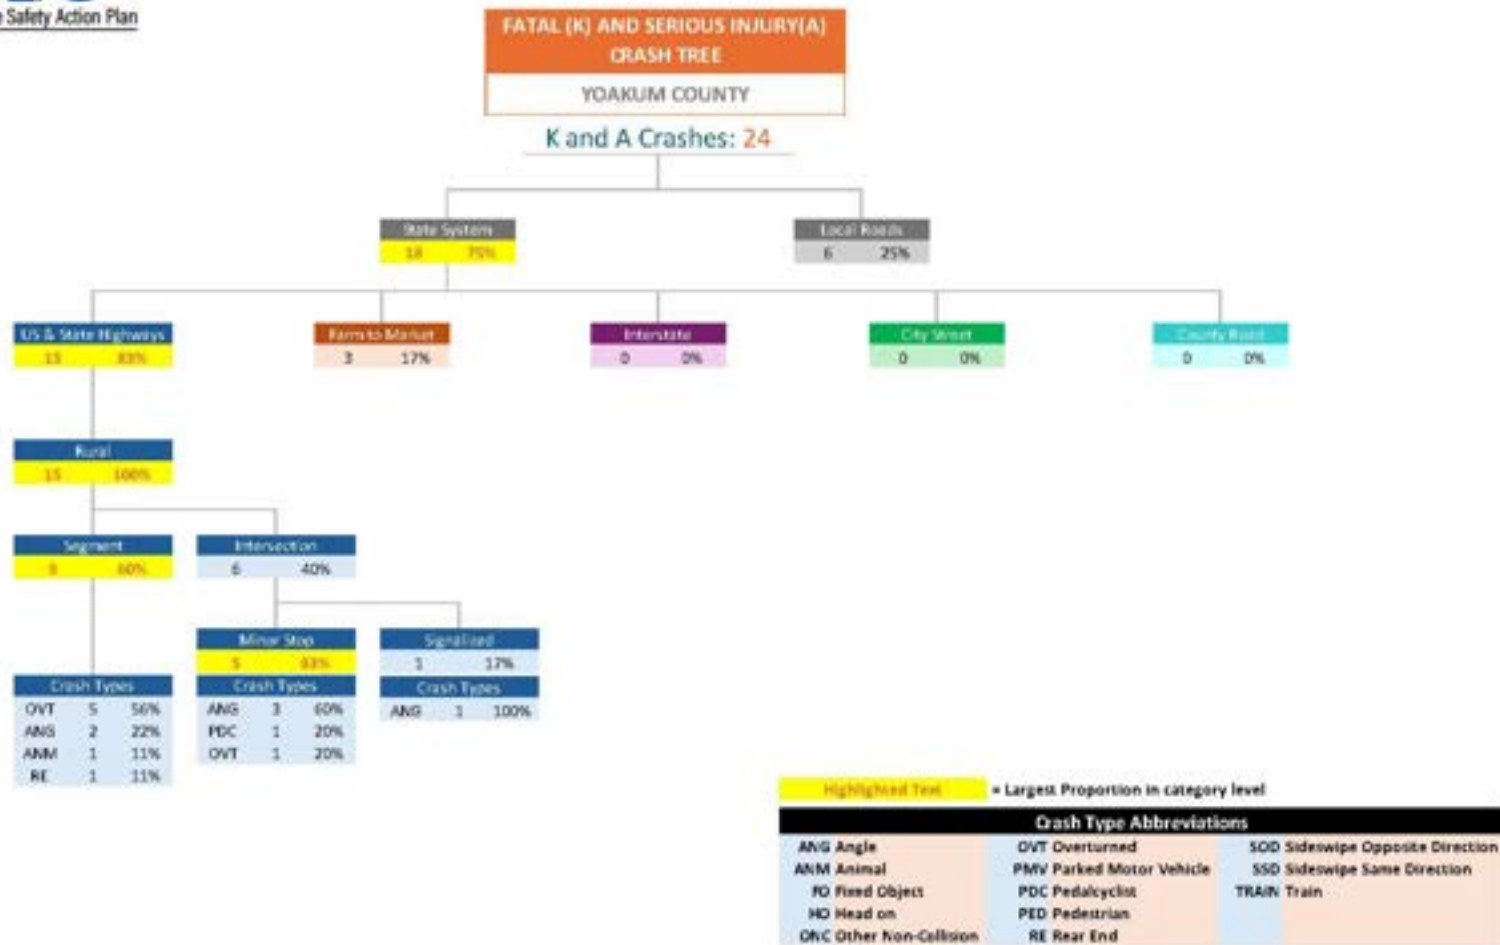 Safety Action Plan
FATAL (K) AND SERIOUS INJURY(A)
CRASH TREE
YOAKUM COUNTY
K and A Crashes: 24
State System
18 75%
Local Roads
6 25%
US & State Highways
15 83%
Farm to Market
3 17%
Interstate
0 0%
City Street
0 0%
County Road
0 0%
Rural
15 100%
Segment
9 60%
Intersection
6 40%
Minor Stop
5 83%
Signalized
1 17%
Crash Types
OVT 5 56%
ANG 2 22%
ANM 1 11%
RE 1 11%
Crash Types
ANG 3 60%
PDC 1 20%
OVT 1 20%
Crash Types
ANG 1 100%
Highlighted Text = Largest Proportion in category level
Crash Type Abbreviations
ANG Angle OVT Overturned SOD Sideswipe Opposite Direction
ANM Animal PMV Parked Motor Vehicle SSD Sideswipe Same Direction
FO Fixed Object PDC Pedalcyclist TRAIN Train
HO Head on PED Pedestrian
ONC Other Non-Collision RE Rear End